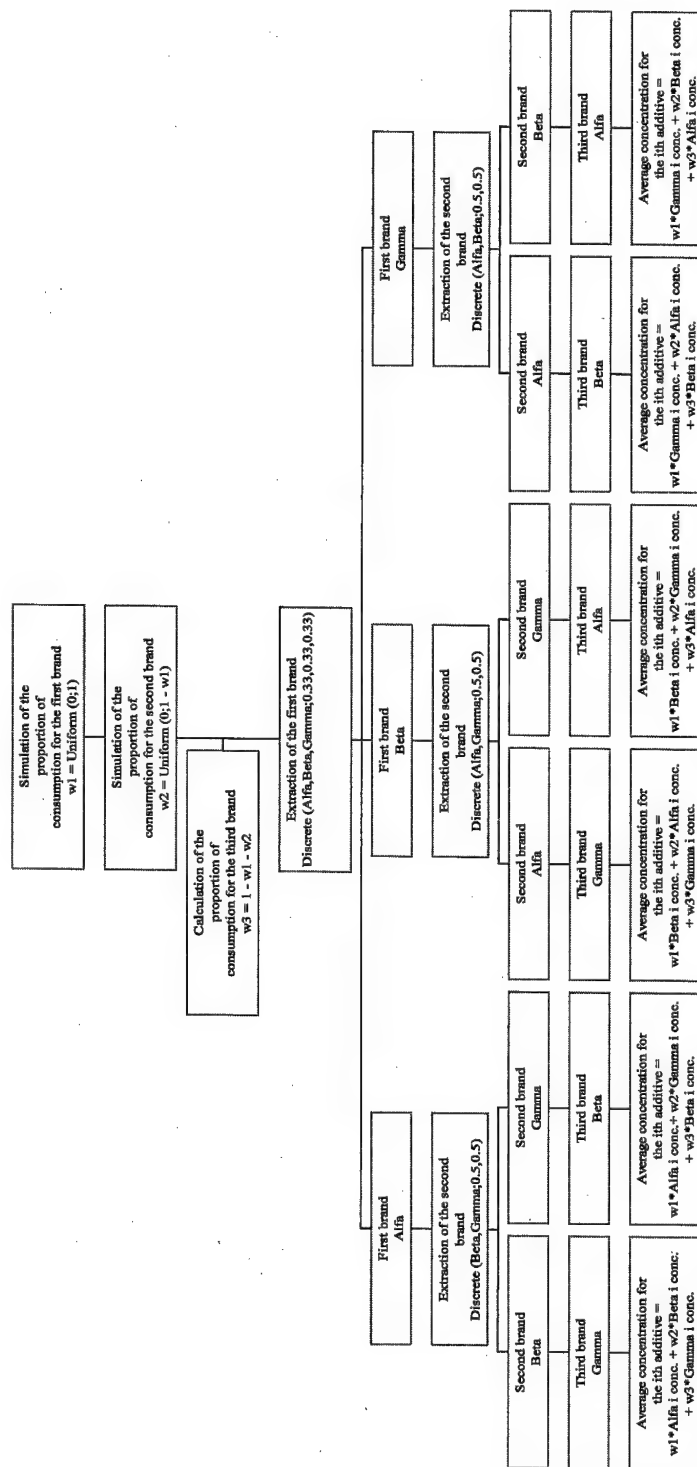 Simulation of the
proportion of
consumption for the first brand
w1 = Uniform (0;1)
Simulation of the
proportion of
consumption for the second brand
w2 = Uniform (0;1 - w1)
Calculation of the
proportion of
consumption for the third brand
w3 = 1 - w1 - w2
Extraction of the first brand
Discrete (Alfa,Beta,Gamma;0.33,0.33,0.33)
First brand
Alfa
First brand
Beta
First brand
Gamma
Extraction of the second
brand
Discrete (Beta,Gamma;0.5,0.5)
Extraction of the second
brand
Discrete (Alfa,Gamma;0.5,0.5)
Extraction of the second
brand
Discrete (Alfa,Beta;0.5,0.5)
Second brand
Beta
Second brand
Gamma
Second brand
Alfa
Second brand
Gamma
Second brand
Alfa
Second brand
Beta
Third brand
Gamma
Third brand
Beta
Third brand
Gamma
Third brand
Alfa
Third brand
Beta
Third brand
Alfa
Average concentration for
the ith additive =
w1*Alfa i conc. + w2*Beta i conc.
+ w3*Gamma i conc.
Average concentration for
the ith additive =
w1*Alfa i conc.+ w2*Gamma i conc.
+ w3*Beta i conc.
Average concentration for
the ith additive =
w1*Beta i conc. + w2*Alfa i conc.
+ w3*Gamma i conc.
Average concentration for
the ith additive =
w1*Beta i conc. + w2*Gamma i conc.
+ w3*Alfa i conc.
Average concentration for
the ith additive =
w1*Gamma i conc. + w2*Alfa i conc.
+ w3*Beta i conc.
Average concentration for
the ith additive =
w1*Gamma i conc. + w2*Beta i conc.
+ w3*Alfa i conc.